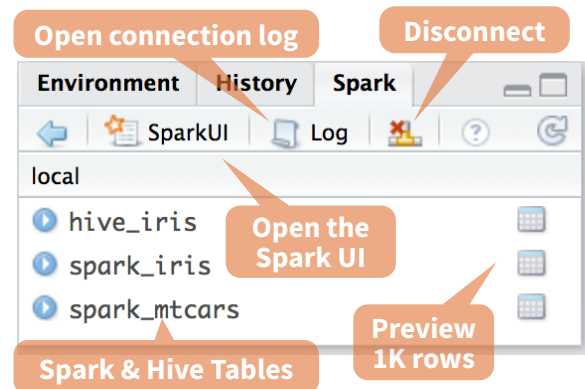 Open connection log
Disconnect
Environment History Spark
SparkUI Log ?
local
hive_iris
Open the
Spark UI
spark_iris
spark_mtcars
Preview
1K rows
Spark & Hive Tables